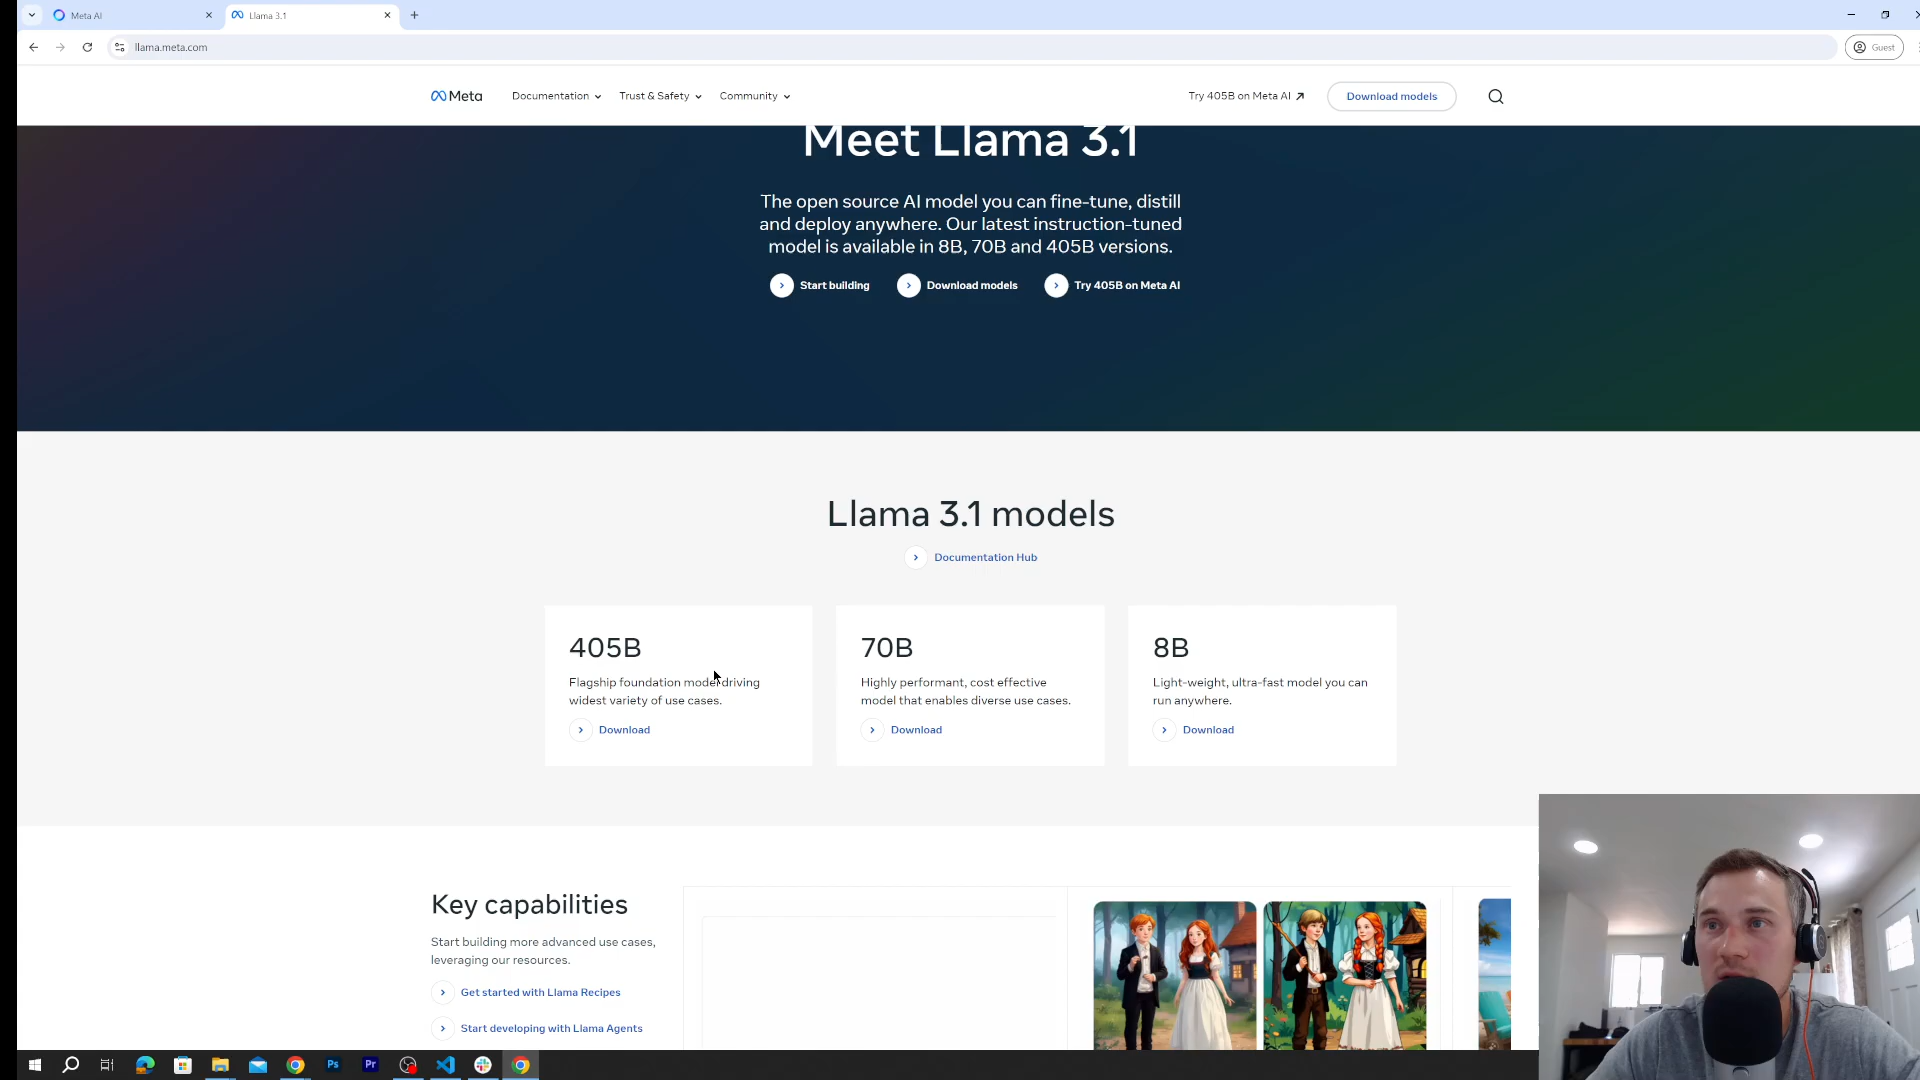 Meta AI
Llama 3.1
llama.meta.com
Guest
Meta
Documentation
Trust & Safety
Community
Try 405B on Meta AI
Download models
Meet Llama 3.1
The open source AI model you can fine-tune, distill
and deploy anywhere. Our latest instruction-tuned
model is available in 8B, 70B and 405B versions.
Start building
Download models
Try 405B on Meta AI
Llama 3.1 models
Documentation Hub
405B
Flagship foundation model driving
widest variety of use cases.
Download
70B
Highly performant, cost effective
model that enables diverse use cases.
Download
8B
Light-weight, ultra-fast model you can
run anywhere.
Download
Key capabilities
Start building more advanced use cases,
leveraging our resources.
Get started with Llama Recipes
Start developing with Llama Agents
Ps
Pr